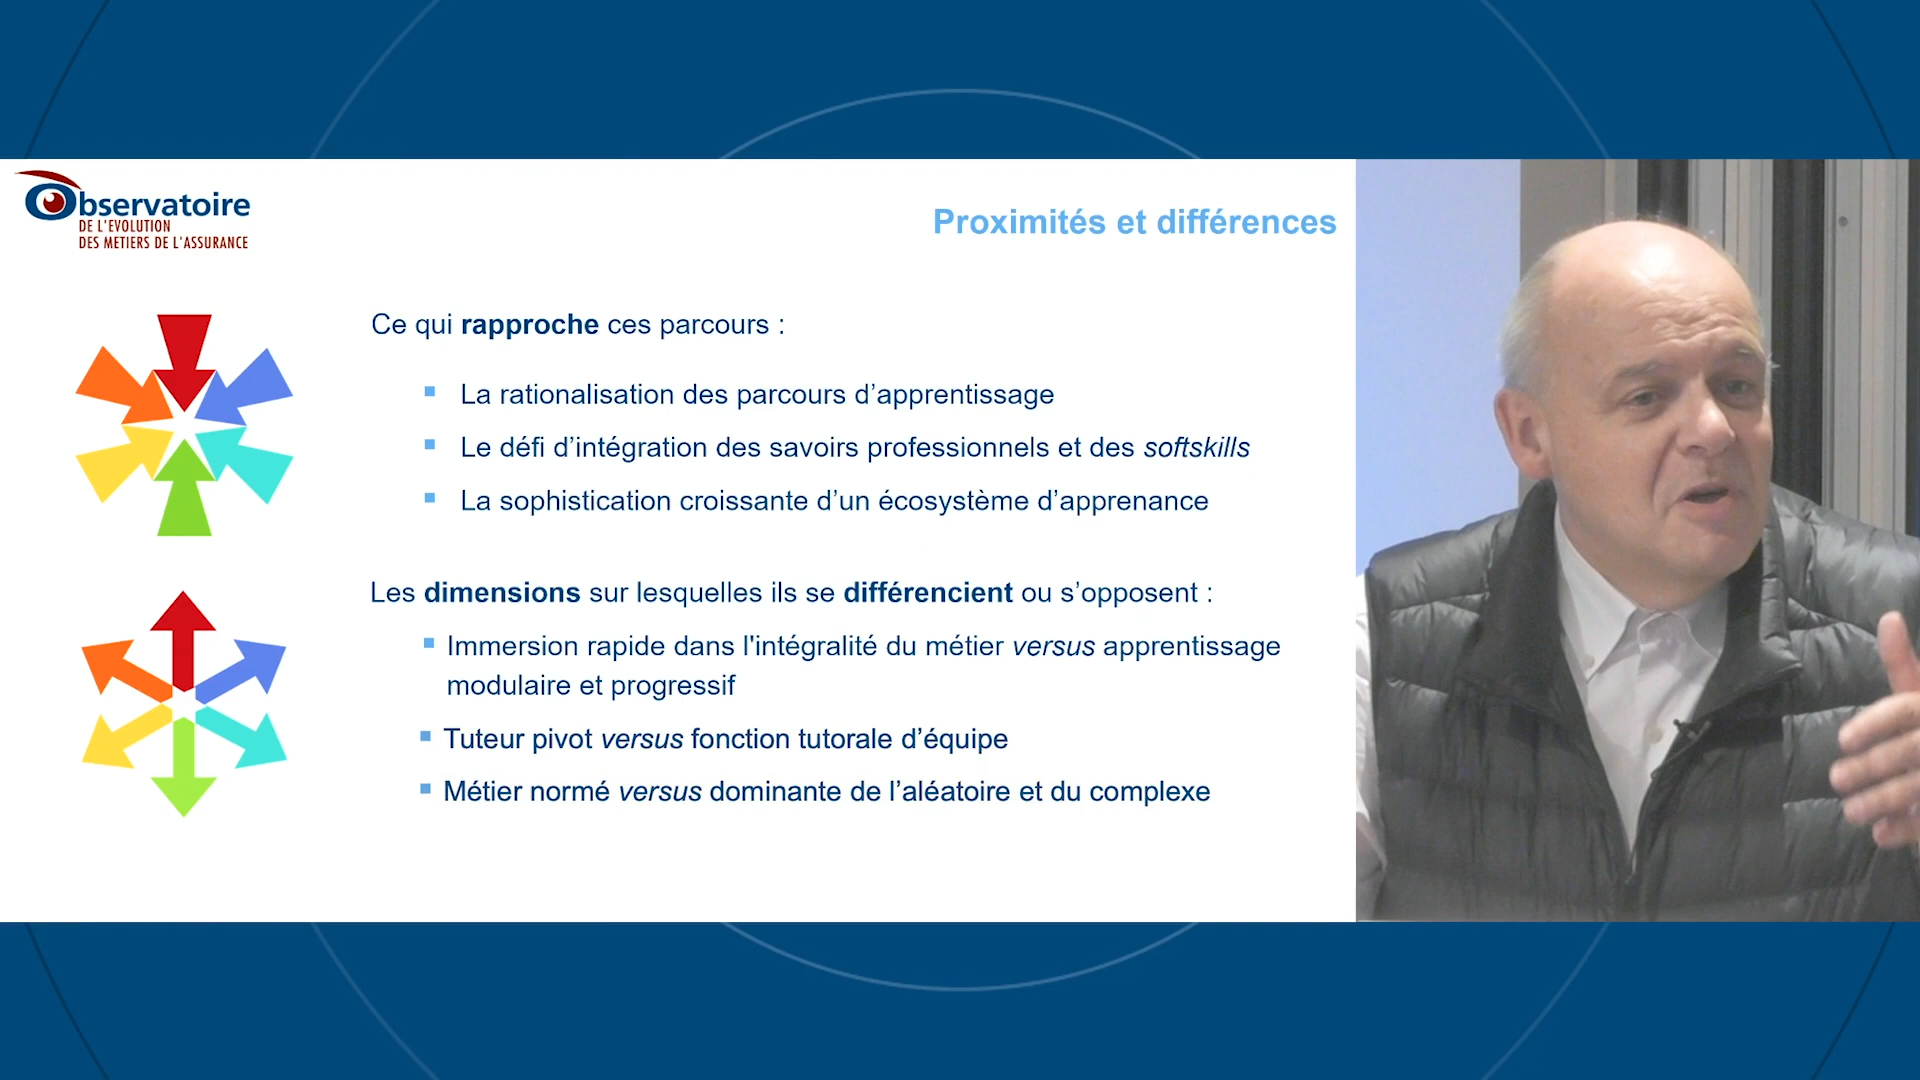 Observatoire
DE L'EVOLUTION
DES METIERS DE L'ASSURANCE
Proximités et différences
Ce qui rapproche ces parcours :
La rationalisation des parcours d’apprentissage
Le défi d’intégration des savoirs professionnels et des softskills
La sophistication croissante d’un écosystème d’apprenance
Les dimensions sur lesquelles ils se différencient ou s’opposent :
Immersion rapide dans l'intégralité du métier versus apprentissage
modulaire et progressif
Tuteur pivot versus fonction tutorale d’équipe
Métier normé versus dominante de l’aléatoire et du complexe